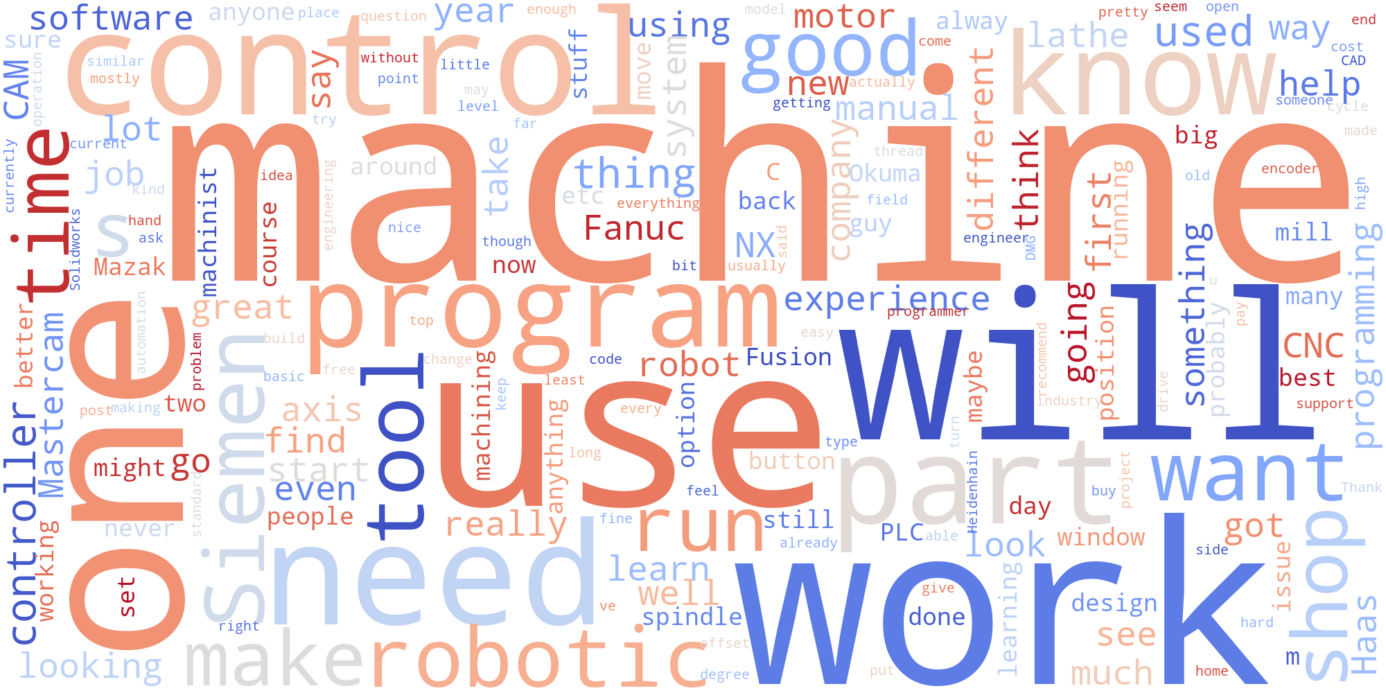 software
anyone
place
question
enough
year
using
motor
model
alway
pretty
seem
open
end
sure
similar
mostly
control
say
without
point
little
stuff
move
system
good
come
know
lathe
used
way
cost
CAD
CAM
operation
may
level
new
actually
help
someone
cycle
lot
current
try
far
getting
manual
different
made
currently
time
job
kind
machine
machinist
idea
course
engineering
around
take
thing
thread
think
big
encoder
old
high
Solidworks
hand
ask
s
nice
etc
everything
C
back
company
Okuma
field
guy
first
running
Mazak
now
though
Fanuc
bit
NX
said
usually
engineer
DMG
something
mill
programming
better
one
automation
great
program
top
experience
programmer
going
position
probably
c
pay
many
build
problem
Siemen
basic
free
change
code
robot
Fusion
easy
will
maybe
recommend
industry
drive
CNC
best
support
controller
Mastercam
post
making
two
axis
tool
use
machining
keep
least
every
option
type
turn
find
might
go
start
anything
long
button
part
want
Thank
never
standard
even
people
feel
really
fine
run
still
already
PLC
able
Heidenhain
day
buy
project
look
window
got
shop
working
set
need
learn
well
ve
work
learning
design
side
issue
right
spindle
give
done
see
hard
m
Haas
looking
make
robotic
offset
degree
put
much
home